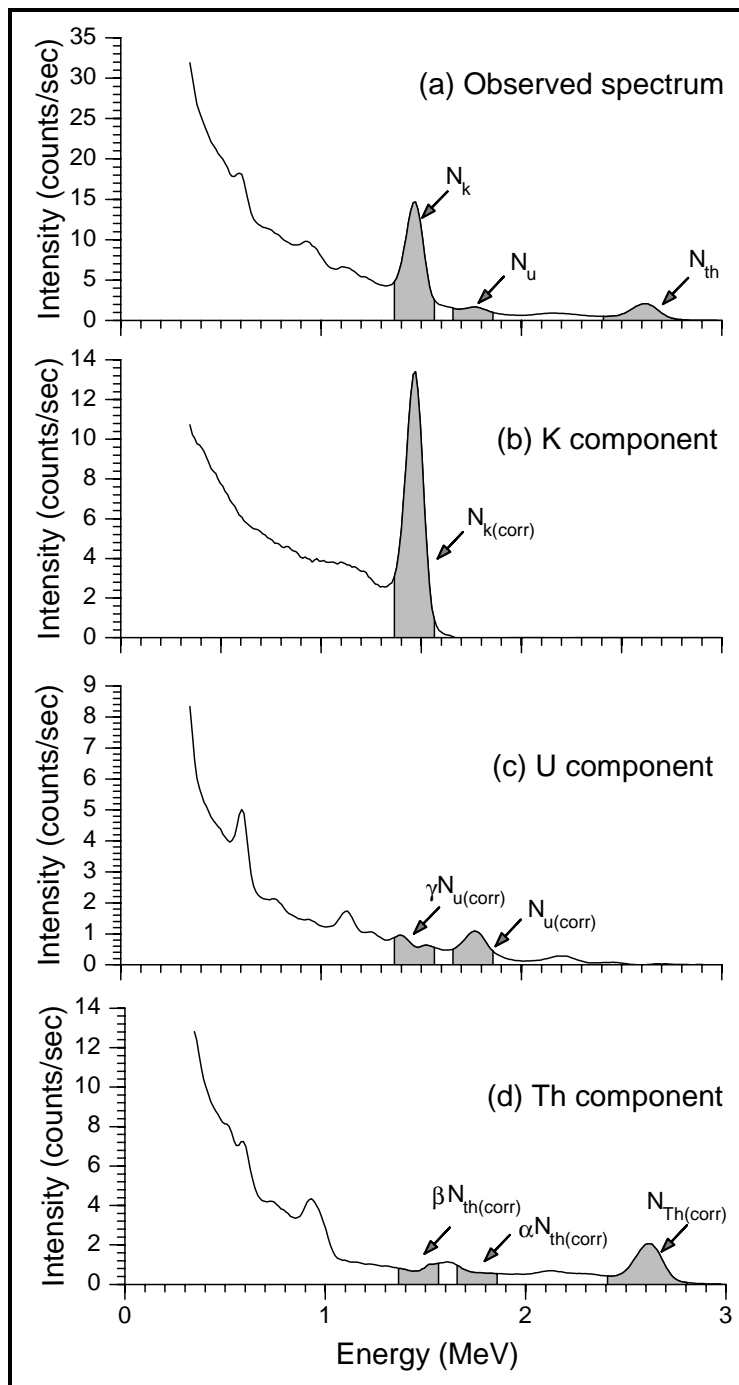 35
30
25
20
15
10
5
0
Intensity (counts/sec)
(a) Observed spectrum
N_k
N_u
N_th
14
12
10
8
6
4
2
0
Intensity (counts/sec)
(b) K component
N_k(corr)
9
8
7
6
5
4
3
2
1
0
Intensity (counts/sec)
(c) U component
γN_u(corr)
N_u(corr)
14
12
10
8
6
4
2
0
Intensity (counts/sec)
(d) Th component
βN_th(corr)
αN_th(corr)
N_Th(corr)
0 1 2 3
Energy (MeV)